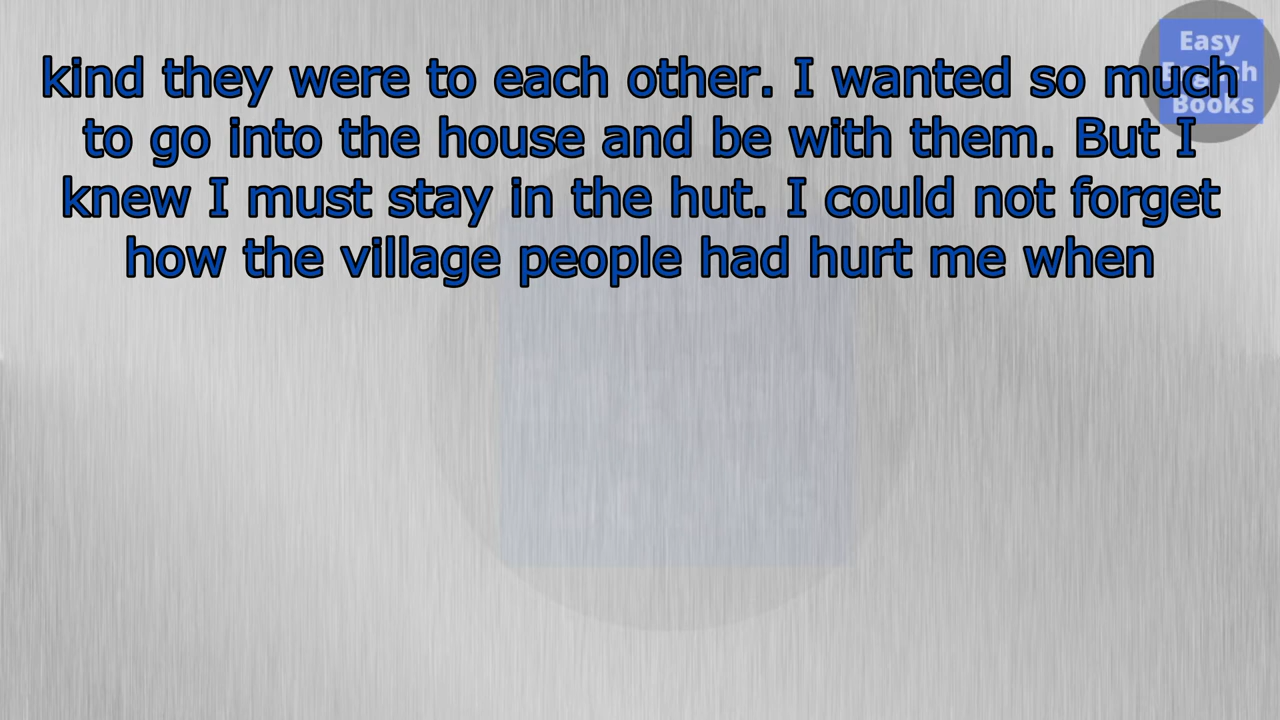 Easy
English
Books
kind they were to each other. I wanted so much
to go into the house and be with them. But I
knew I must stay in the hut. I could not forget
how the village people had hurt me when